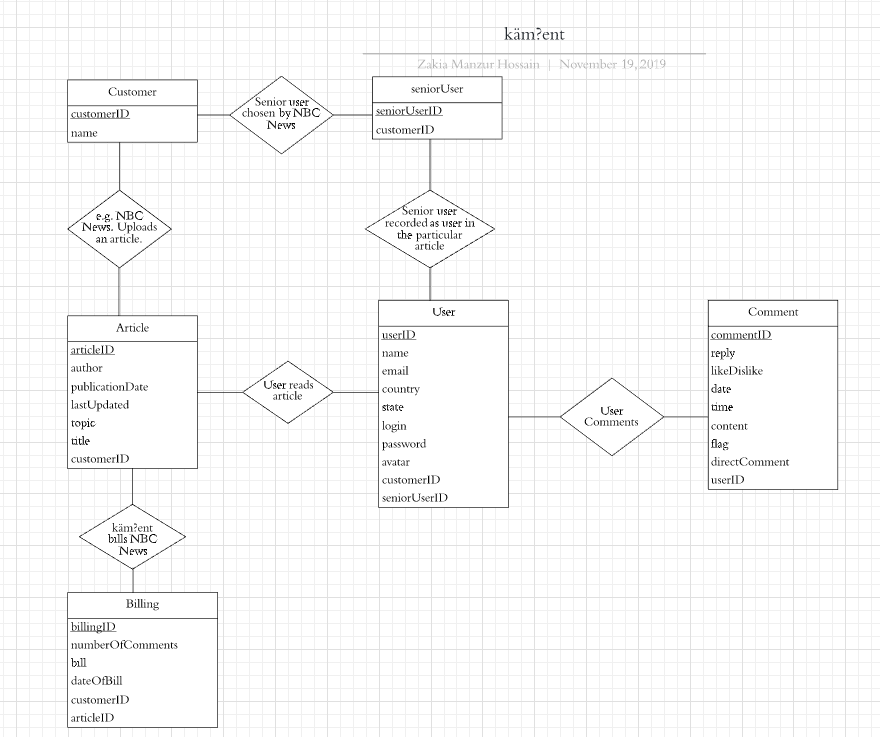 käm?ent
Zakia Manzur Hossain | November 19, 2019
Customer
customerID
name
Senior user
chosen by NBC
News
seniorUser
seniorUserID
customerID
e.g. NBC
News. Uploads
an article.
Senior user
recorded as user in
the particular
article
Article
articleID
author
publicationDate
lastUpdated
topic
title
customerID
User reads
article
User
userID
name
email
country
state
login
password
avatar
customerID
seniorUserID
User
Comments
Comment
commentID
reply
likeDislike
date
time
content
flag
directComment
userID
käm?ent
bills NBC
News
Billing
billingID
numberOfComments
bill
dateOfBill
customerID
articleID